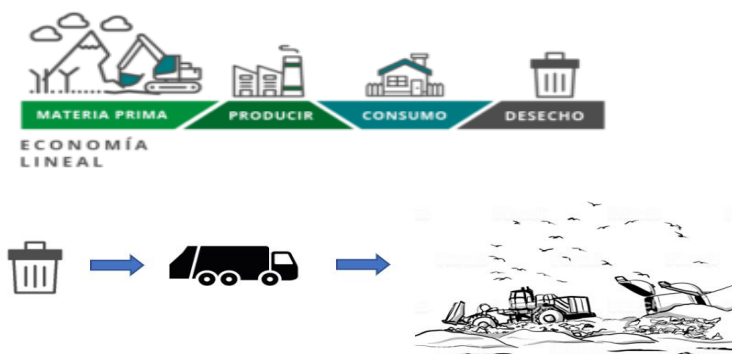 MATERIA PRIMA
PRODUCIR
CONSUMO
DESECHO
ECONOMÍA
LINEAL